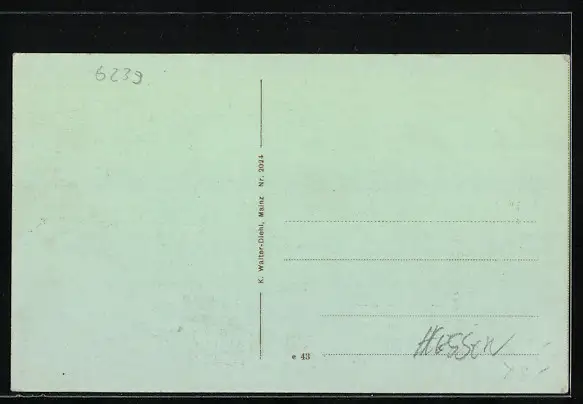 6239
K. Walter-Diehl, Mainz Nr. 2024
e 43
HESSEN